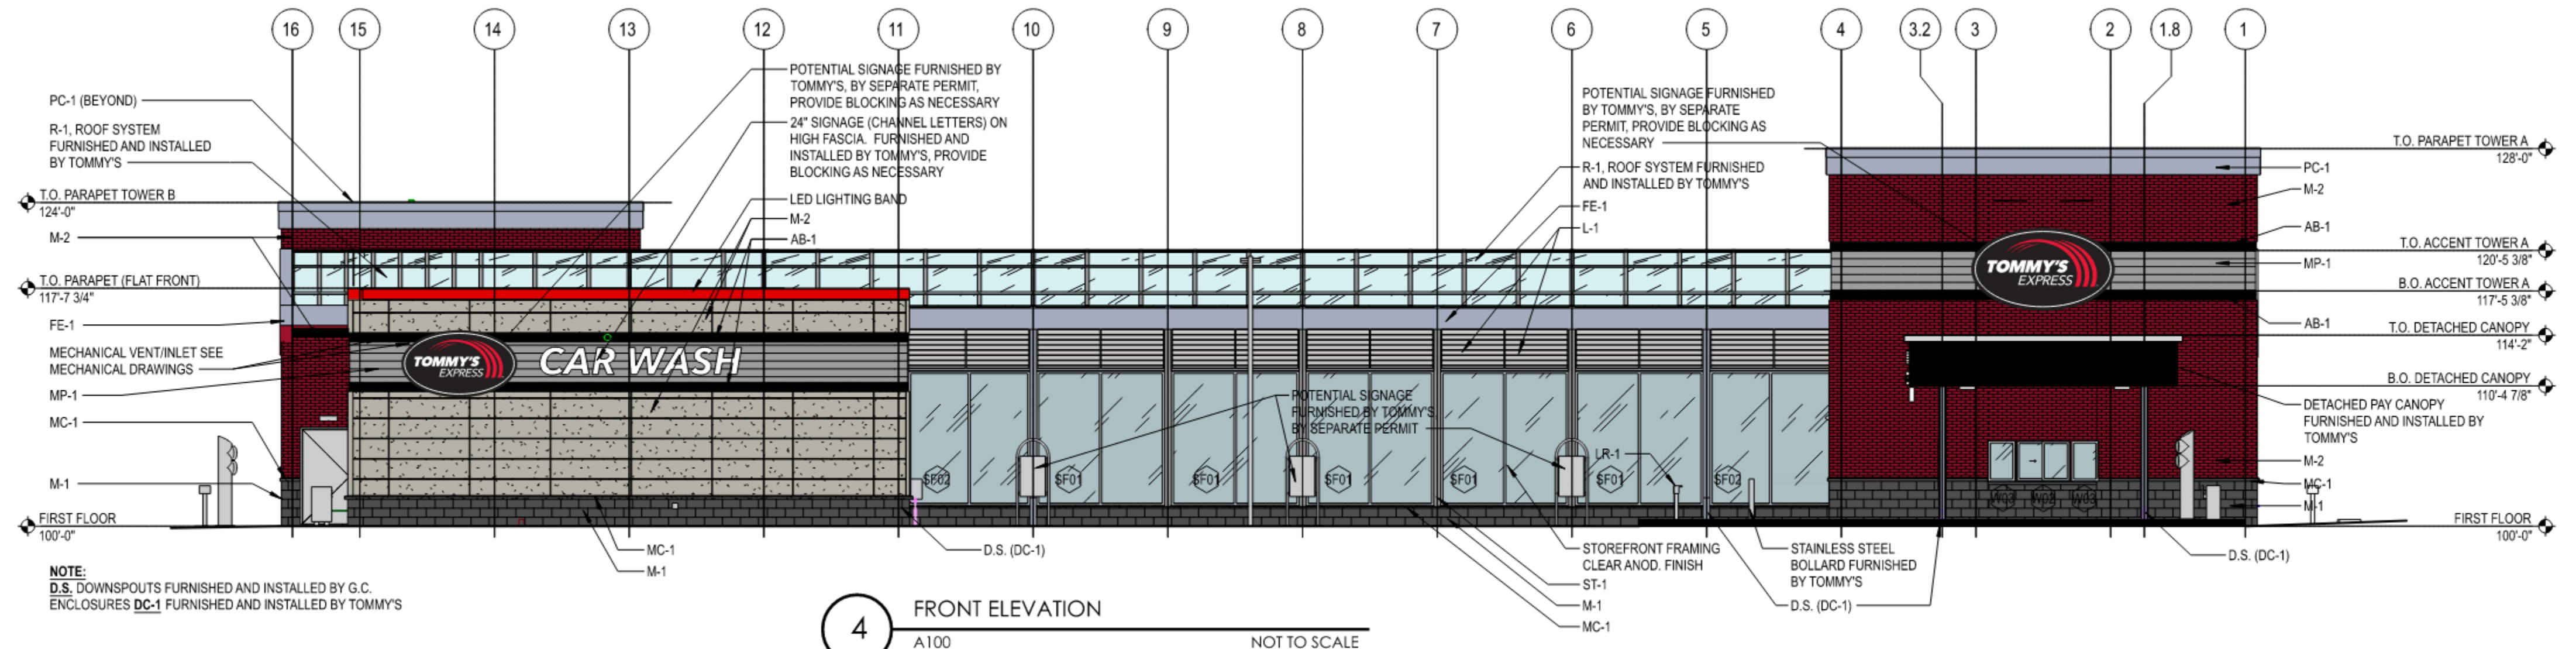 16 15 14 13 12 11 10 9 8 7 6 5 4 3.2 3 2 1.8 1
PC-1 (BEYOND)
R-1, ROOF SYSTEM
FURNISHED AND INSTALLED
BY TOMMY'S
T.O. PARAPET TOWER B
124'-0"
M-2
T.O. PARAPET (FLAT FRONT)
117'-7 3/4"
FE-1
MECHANICAL VENT/INLET SEE
MECHANICAL DRAWINGS
MP-1
MC-1
M-1
FIRST FLOOR
100'-0"
NOTE:
D.S. DOWNSPOUTS FURNISHED AND INSTALLED BY G.C.
ENCLOSURES DC-1 FURNISHED AND INSTALLED BY TOMMY'S
POTENTIAL SIGNAGE FURNISHED BY
TOMMY'S, BY SEPARATE PERMIT,
PROVIDE BLOCKING AS NECESSARY
24" SIGNAGE (CHANNEL LETTERS) ON
HIGH FASCIA. FURNISHED AND
INSTALLED BY TOMMY'S, PROVIDE
BLOCKING AS NECESSARY
LED LIGHTING BAND
M-2
AB-1
TOMMY'S
EXPRESS
CAR WASH
MC-1
M-1
D.S. (DC-1)
POTENTIAL SIGNAGE FURNISHED
BY TOMMY'S, BY SEPARATE
PERMIT, PROVIDE BLOCKING AS
NECESSARY
R-1, ROOF SYSTEM FURNISHED
AND INSTALLED BY TOMMY'S
FE-1
L-1
POTENTIAL SIGNAGE
FURNISHED BY TOMMY'S
BY SEPARATE PERMIT
LR-1
SF02 SF01 SF01 SF01 SF01 SF01 SF02
STOREFRONT FRAMING
CLEAR ANOD. FINISH
ST-1
M-1
MC-1
STAINLESS STEEL
BOLLARD FURNISHED
BY TOMMY'S
D.S. (DC-1)
TOMMY'S
EXPRESS
W03 W02 W03
T.O. PARAPET TOWER A
128'-0"
PC-1
M-2
AB-1
T.O. ACCENT TOWER A
120'-5 3/8"
MP-1
B.O. ACCENT TOWER A
117'-5 3/8"
AB-1
T.O. DETACHED CANOPY
114'-2"
B.O. DETACHED CANOPY
110'-4 7/8"
DETACHED PAY CANOPY
FURNISHED AND INSTALLED BY
TOMMY'S
M-2
MC-1
M-1
FIRST FLOOR
100'-0"
D.S. (DC-1)
4 FRONT ELEVATION
A100 NOT TO SCALE